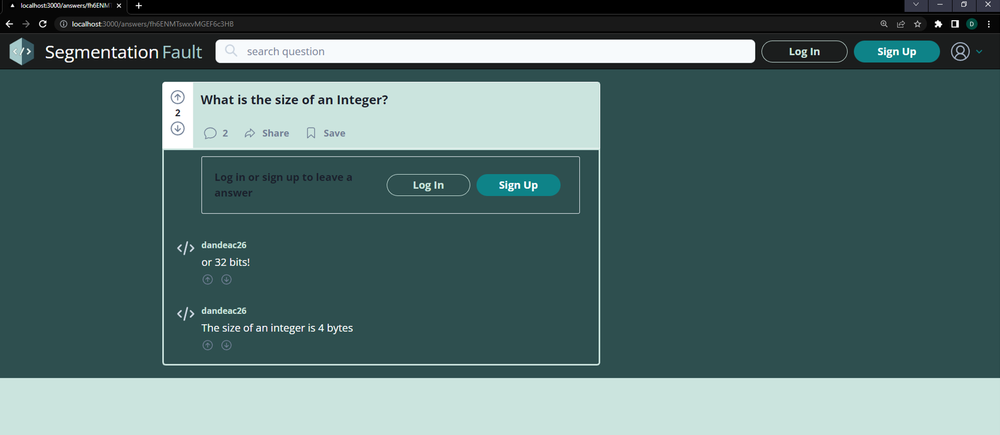 localhost:3000/answers/fh6ENMT
localhost:3000/answers/fh6ENMTswxvMGEF6c3HB
D
</> Segmentation Fault
search question
Log In
Sign Up
What is the size of an Integer?
2
2 Share Save
Log in or sign up to leave a
answer
Log In
Sign Up
</> dandeac26
or 32 bits!
</> dandeac26
The size of an integer is 4 bytes